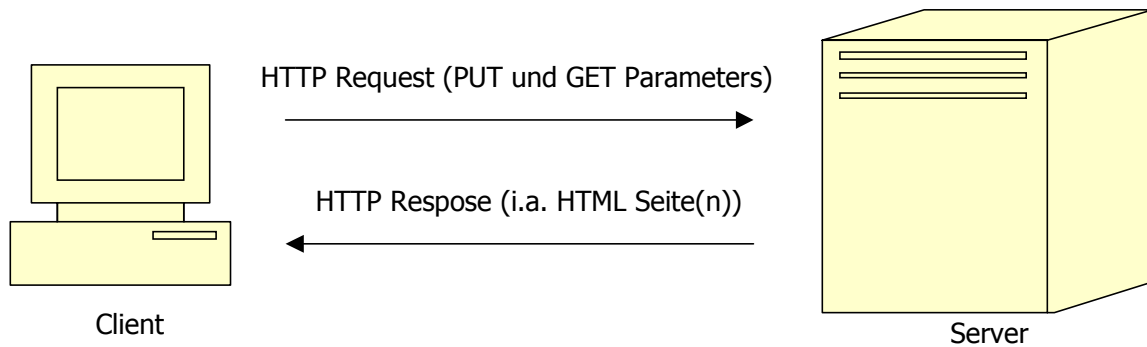 HTTP Request (PUT und GET Parameters)
HTTP Respose (i.a. HTML Seite(n))
Client
Server